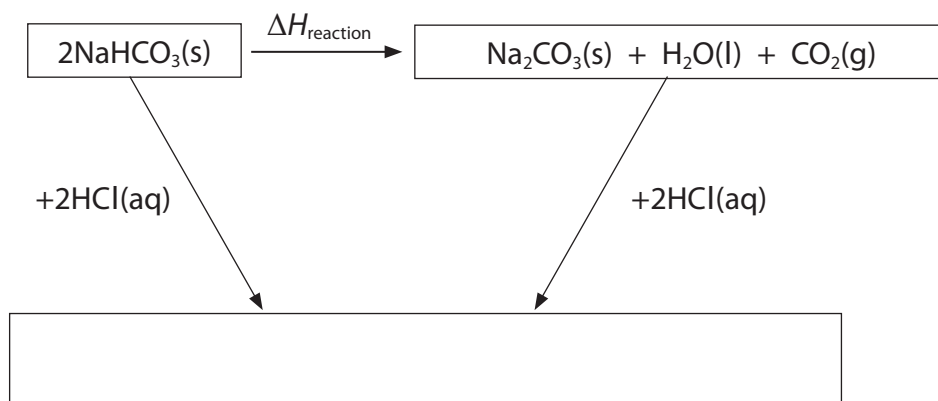 ΔHreaction
2NaHCO₃(s)
Na₂CO₃(s) + H₂O(l) + CO₂(g)
+2HCl(aq)
+2HCl(aq)